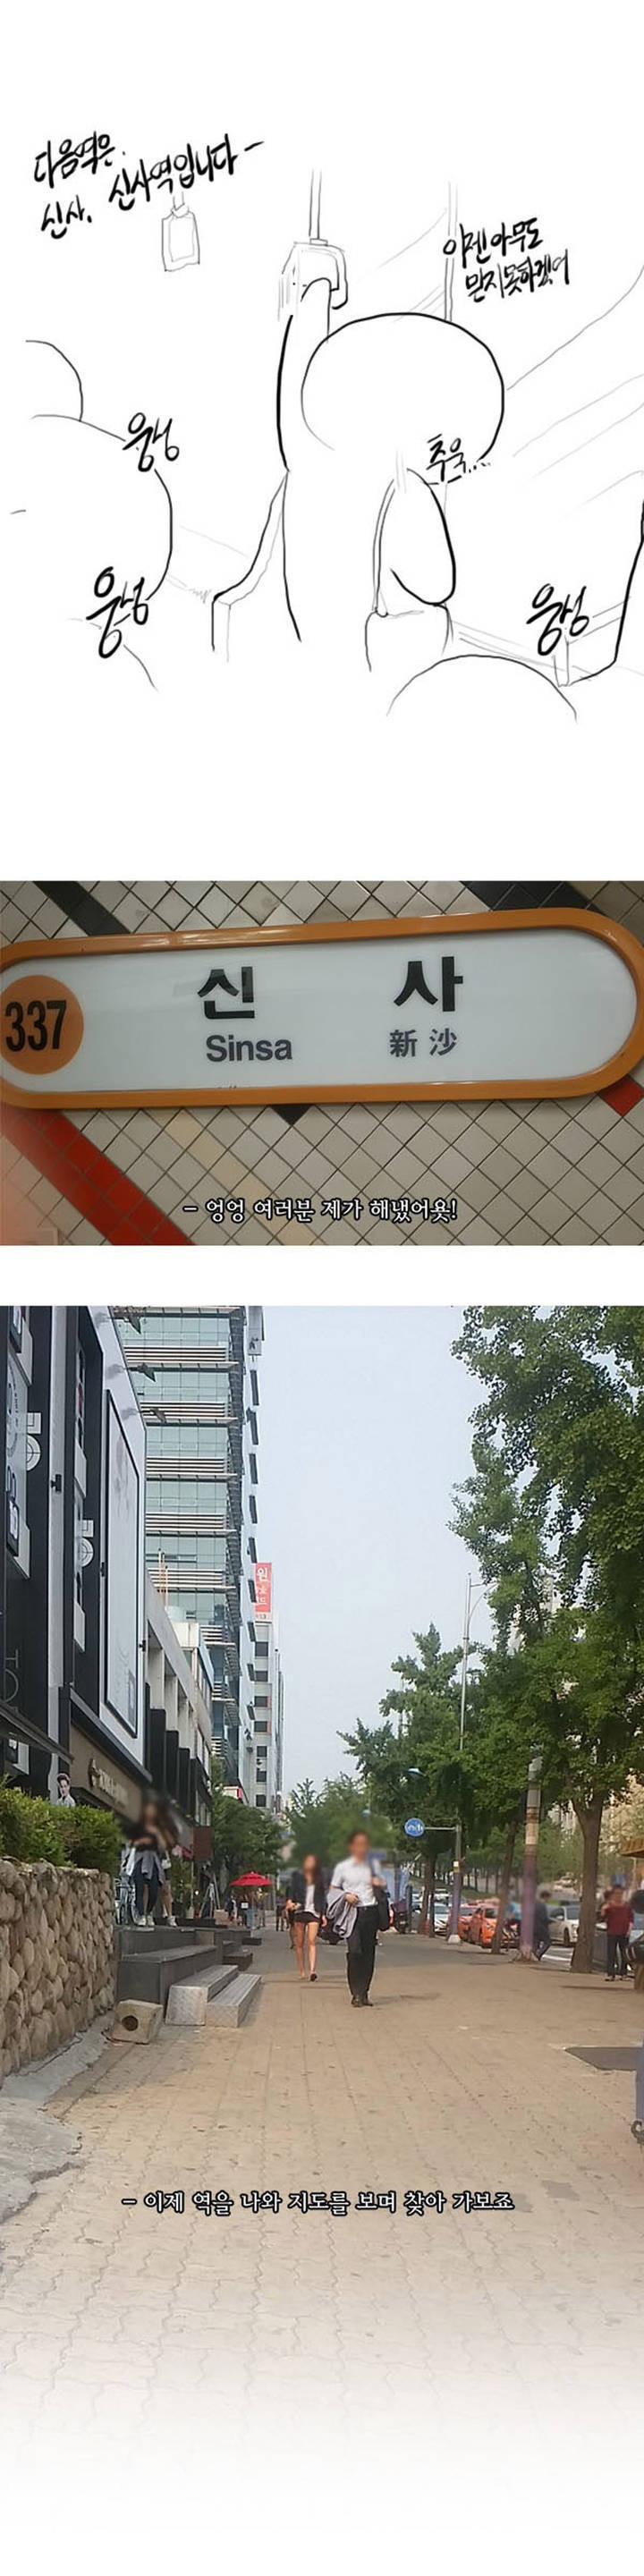 다음역은.
신사. 신사역입니다-
이젠아무도
믿지못하겠어
웅성
추욱...
웅성
웅성
337
신 사
Sinsa 新沙
- 엉엉 여러분 제가 해냈어욧!
원
- 이제 역을 나와 지도를 보며 찾아 가보죠